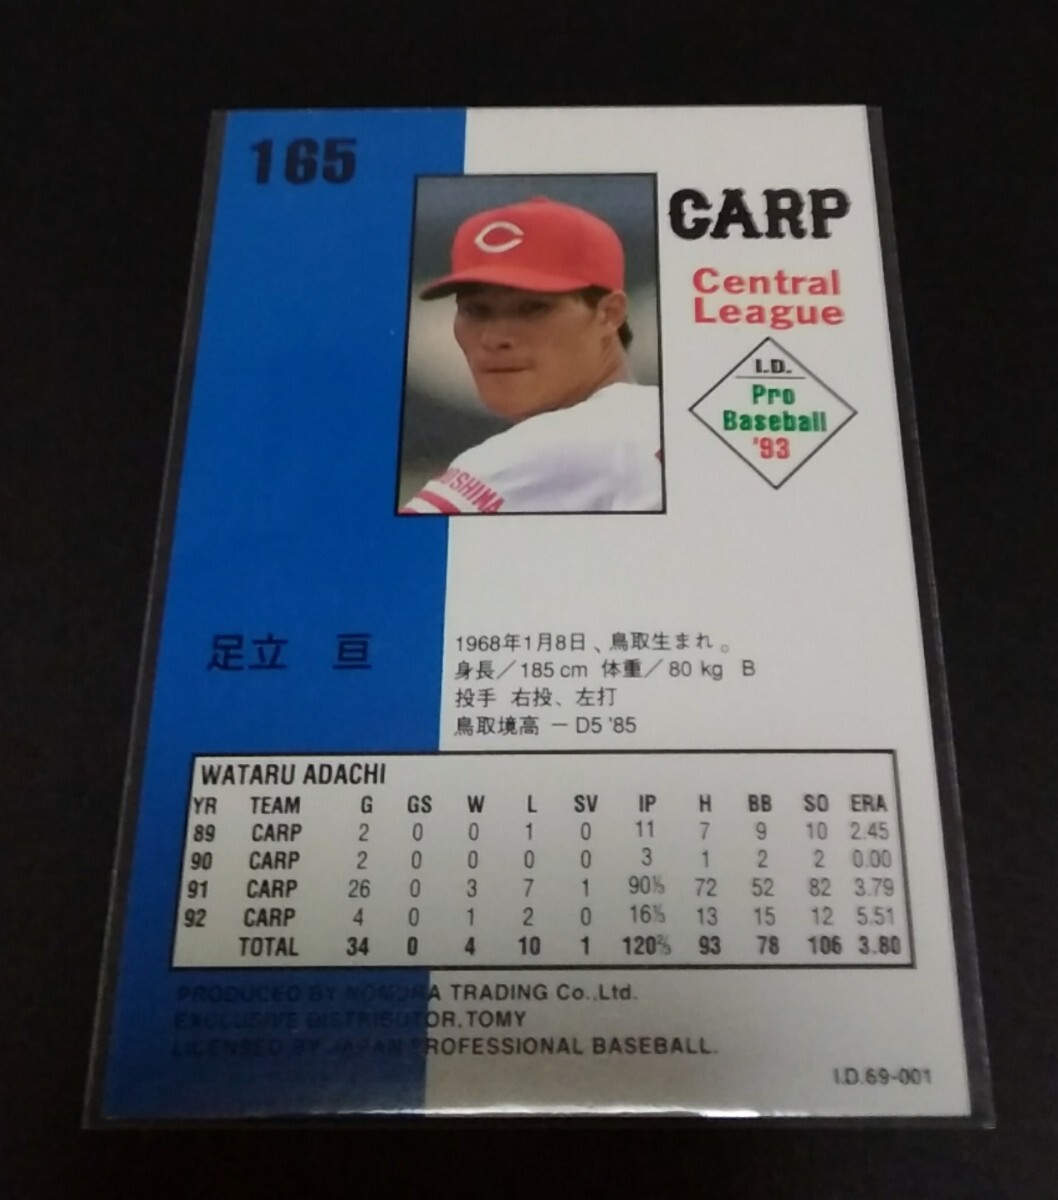 165
CARP
Central
League
I.D.
Pro
Baseball
'93
C
OSHIMA
足立 亘
1968年1月8日、鳥取生まれ。
身長/185cm 体重/80kg B
投手 右投、左打
鳥取境高 ー D5 '85
WATARU ADACHI
YR TEAM G GS W L SV IP H BB SO ERA
89 CARP 2 0 0 1 0 11 7 9 10 2.45
90 CARP 2 0 0 0 0 3 1 2 2 0.00
91 CARP 26 0 3 7 1 90⅓ 72 52 82 3.79
92 CARP 4 0 1 2 0 16⅓ 13 15 12 5.51
TOTAL 34 0 4 10 1 120⅔ 93 78 106 3.80
PRODUCED BY NOMURA TRADING Co.,Ltd.
EXCLUSIVE DISTRIBUTOR,TOMY
LICENSED BY JAPAN PROFESSIONAL BASEBALL.
I.D.69-001